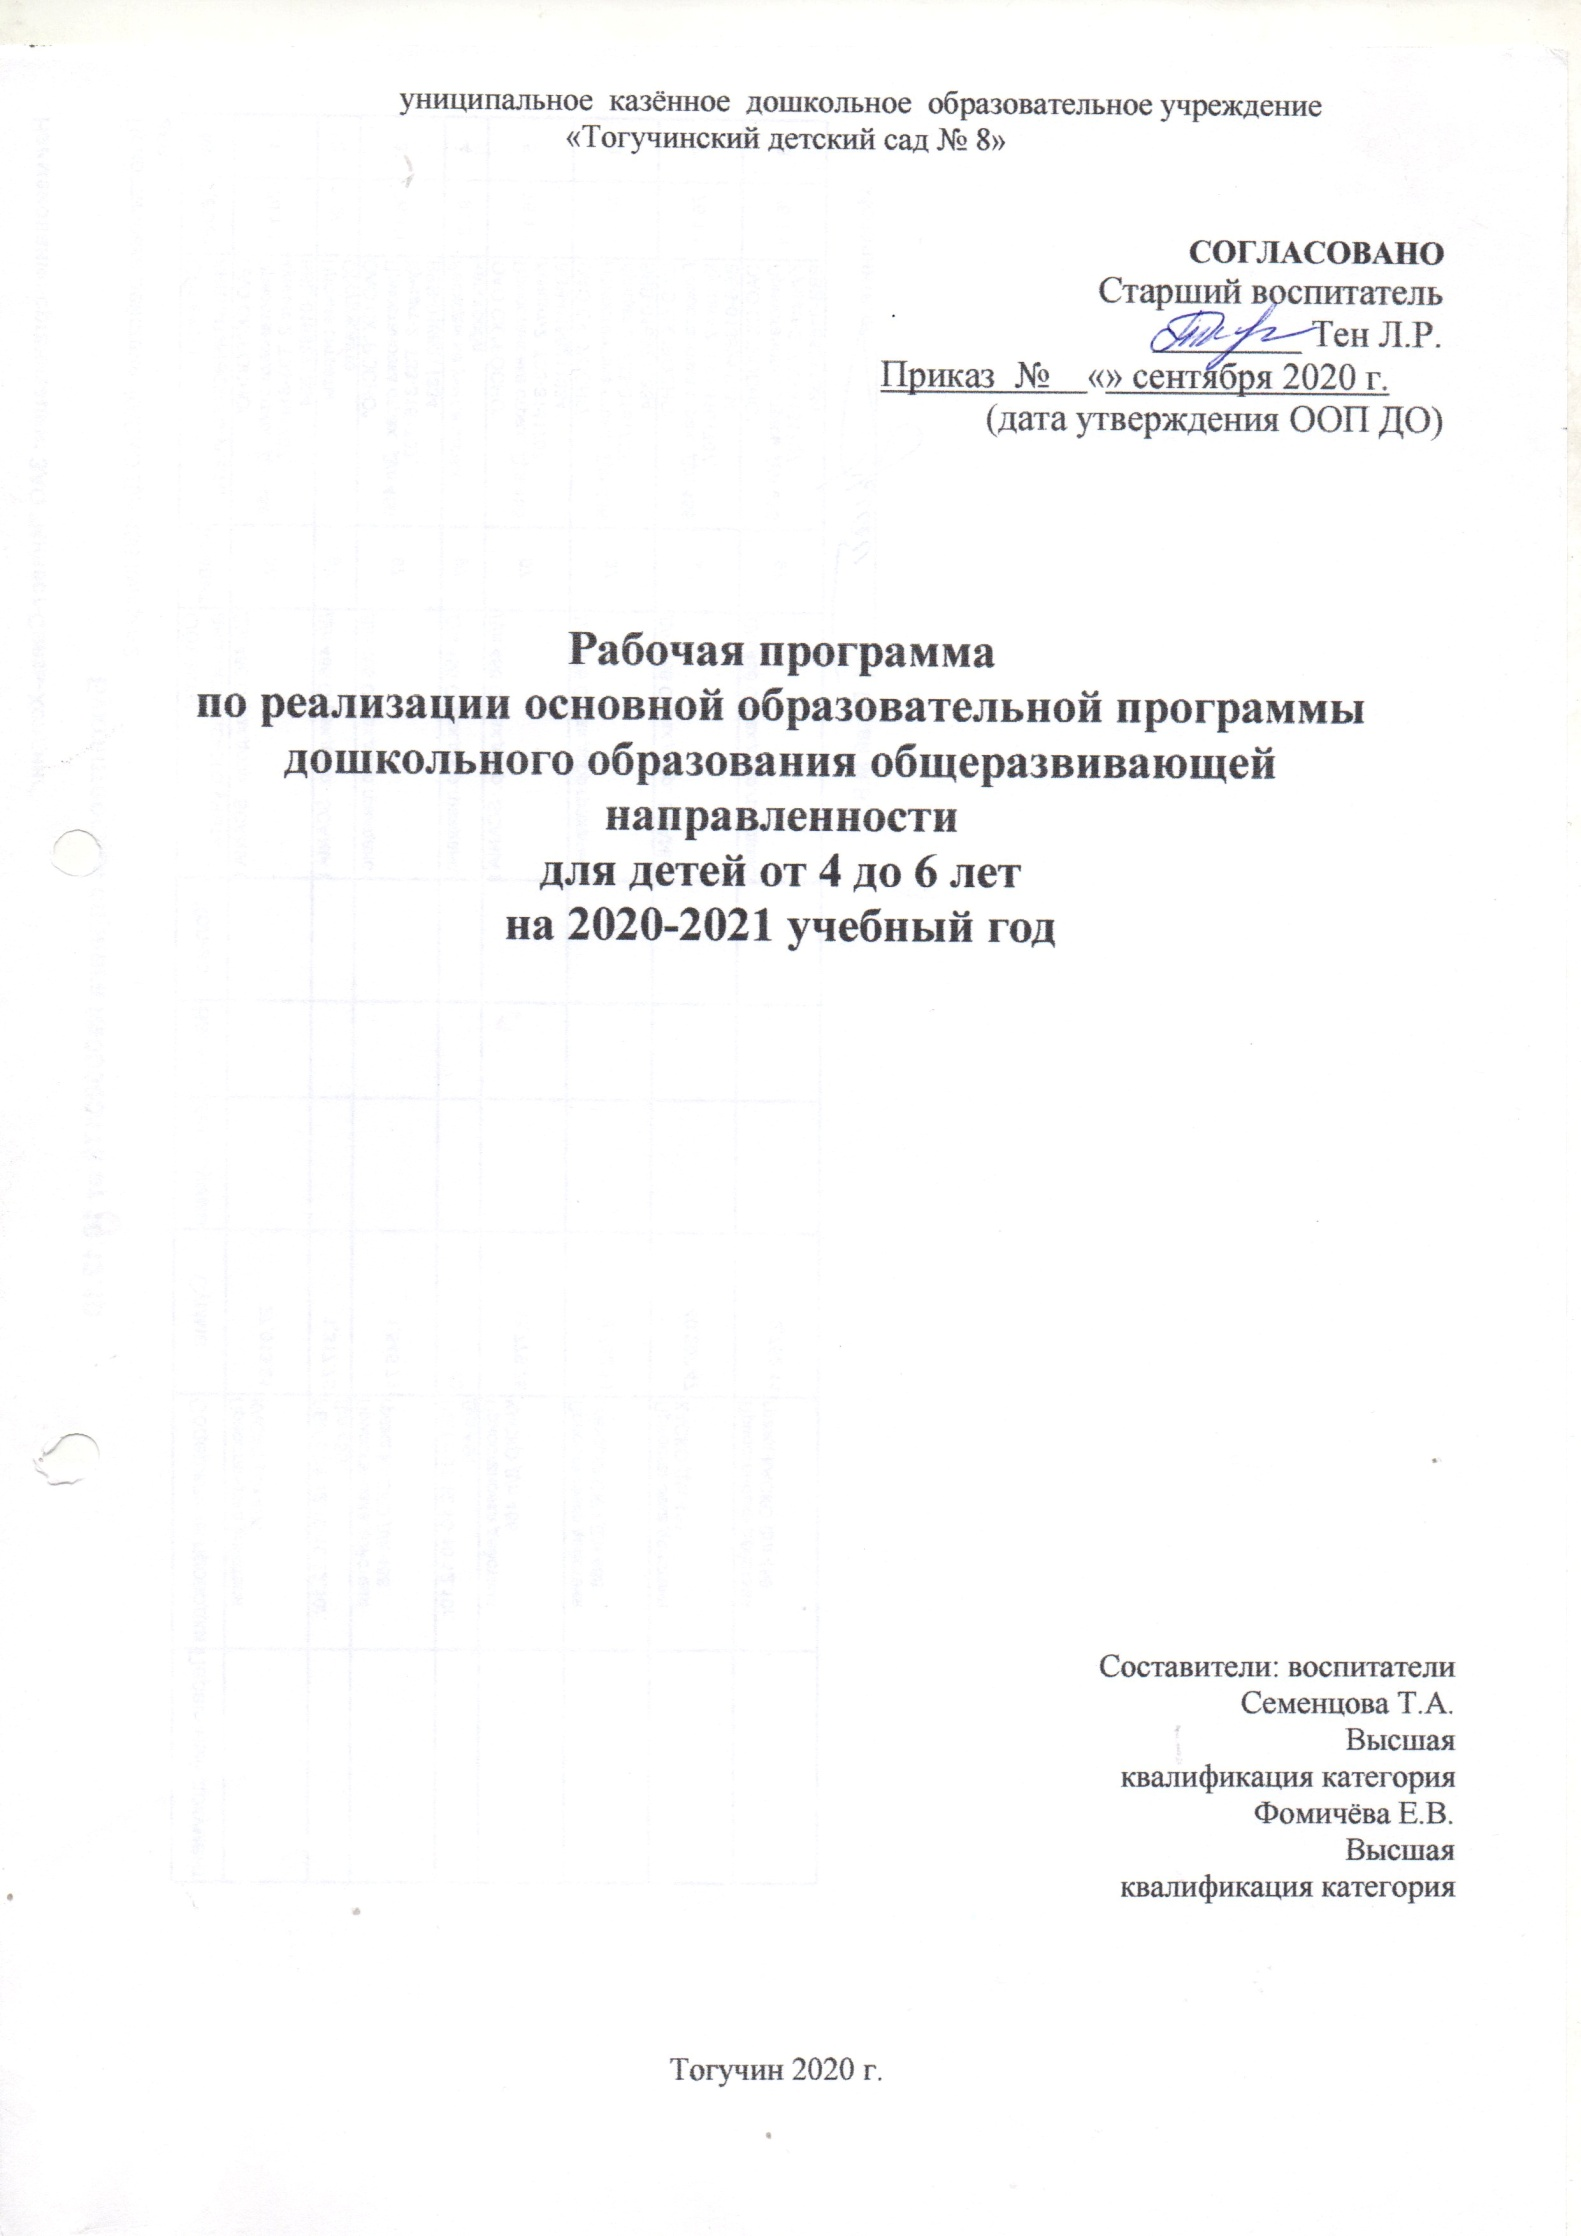 униципальное казённое дошкольное образовательное учреждение
«Тогучинский детский сад № 8»
СОГЛАСОВАНО
Старший воспитатель
________ Тен Л.Р.
Приказ № __«» сентября 2020 г.
(дата утверждения ООП ДО)
Рабочая программа
по реализации основной образовательной программы
дошкольного образования общеразвивающей
направленности
для детей от 4 до 6 лет
на 2020-2021 учебный год
Составители: воспитатели
Семенцова Т.А.
Высшая
квалификация категория
Фомичёва Е.В.
Высшая
квалификация категория
Тогучин 2020 г.